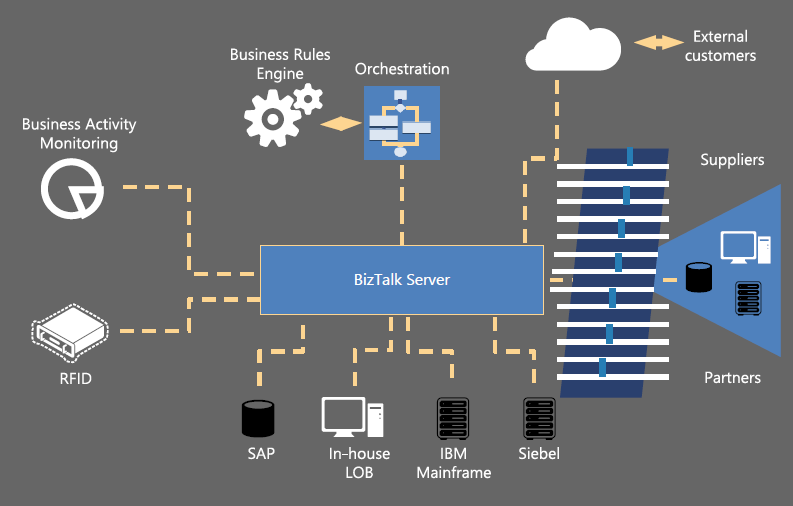 External
customers
Business Rules
Engine
Orchestration
Business Activity
Monitoring
Suppliers
BizTalk Server
RFID
Partners
SAP
In-house
LOB
IBM
Mainframe
Siebel